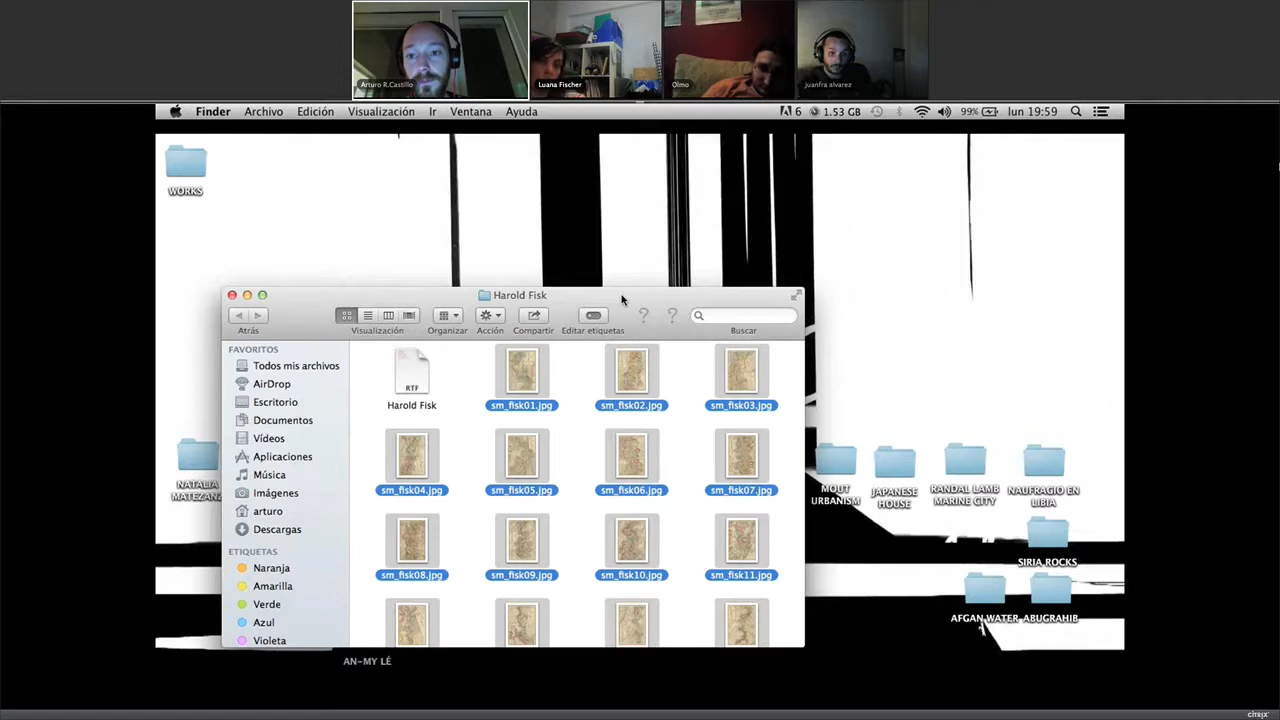 Arturo R.Castillo
Luana Fischer
Olmo
juanfra alvarez
Finder Archivo Edición Visualización Ir Ventana Ayuda
6 1.53 GB 99% lun 19:59
WORKS
Harold Fisk
Atrás
Visualización
Organizar
Acción
Compartir
Editar etiquetas
Buscar
FAVORITOS
Todos mis archivos
AirDrop
Escritorio
Documentos
Vídeos
Aplicaciones
Música
Imágenes
arturo
Descargas
ETIQUETAS
Naranja
Amarilla
Verde
Azul
Violeta
RTF
Harold Fisk
sm_fisk01.jpg
sm_fisk02.jpg
sm_fisk03.jpg
sm_fisk04.jpg
sm_fisk05.jpg
sm_fisk06.jpg
sm_fisk07.jpg
sm_fisk08.jpg
sm_fisk09.jpg
sm_fisk10.jpg
sm_fisk11.jpg
NATALIA
MOUT
URBANISM
JAPANESE
HOUSE
RANDAL LAMB
MARINE CITY
NAUFRAGIO EN
LIBIA
SIRIA_ROCKS
AFGAN WATER
ABUGRAHIB
AN-MY LÉ
CITRIX